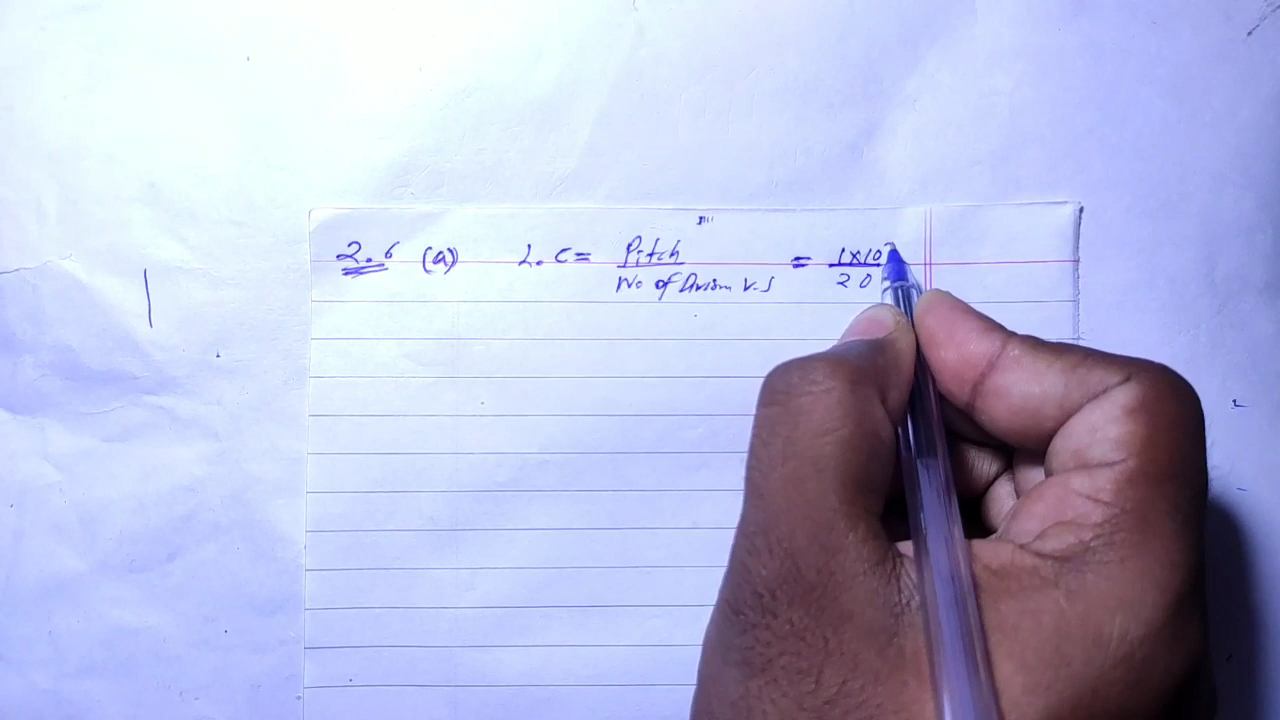 2.6 (a) L.C = Pitch / No of Division V.S = 1×10 / 20